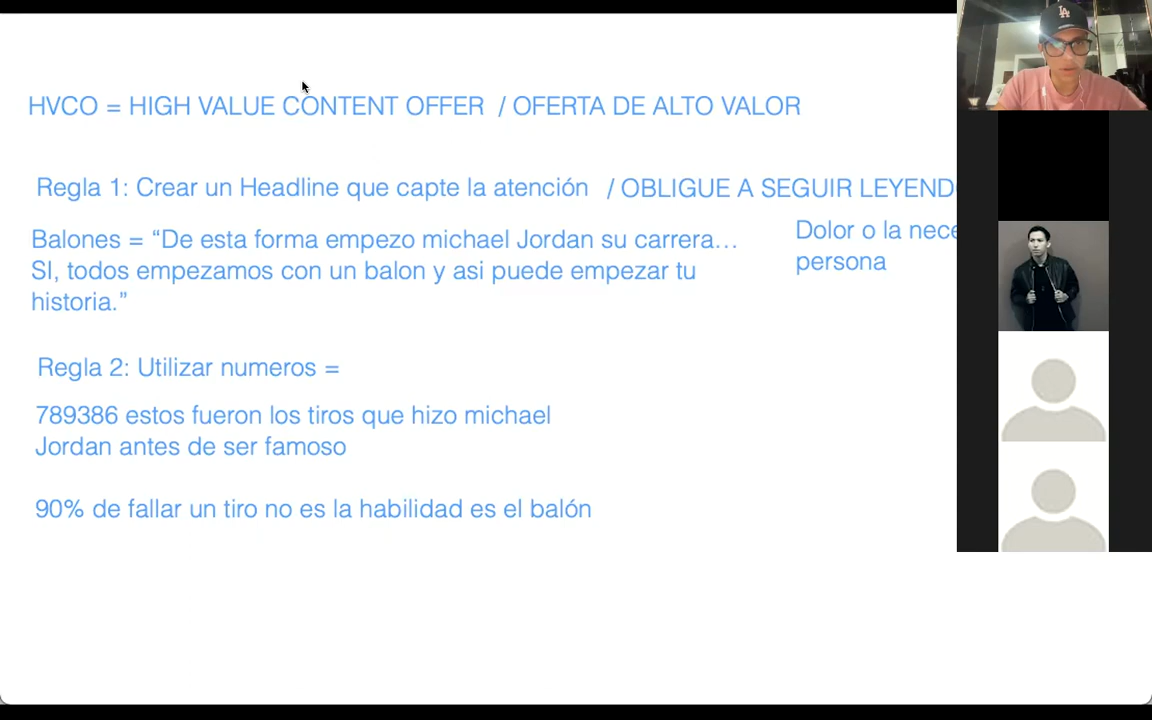 HVCO = HIGH VALUE CONTENT OFFER / OFERTA DE ALTO VALOR
Regla 1: Crear un Headline que capte la atención / OBLIGUE A SEGUIR
Balones = “De esta forma empezo michael Jordan su carrera…
SI, todos empezamos con un balon y asi puede empezar tu
historia.”
Dolor o la
persona
Regla 2: Utilizar numeros =
789386 estos fueron los tiros que hizo michael
Jordan antes de ser famoso
90% de fallar un tiro no es la habilidad es el balón
LA